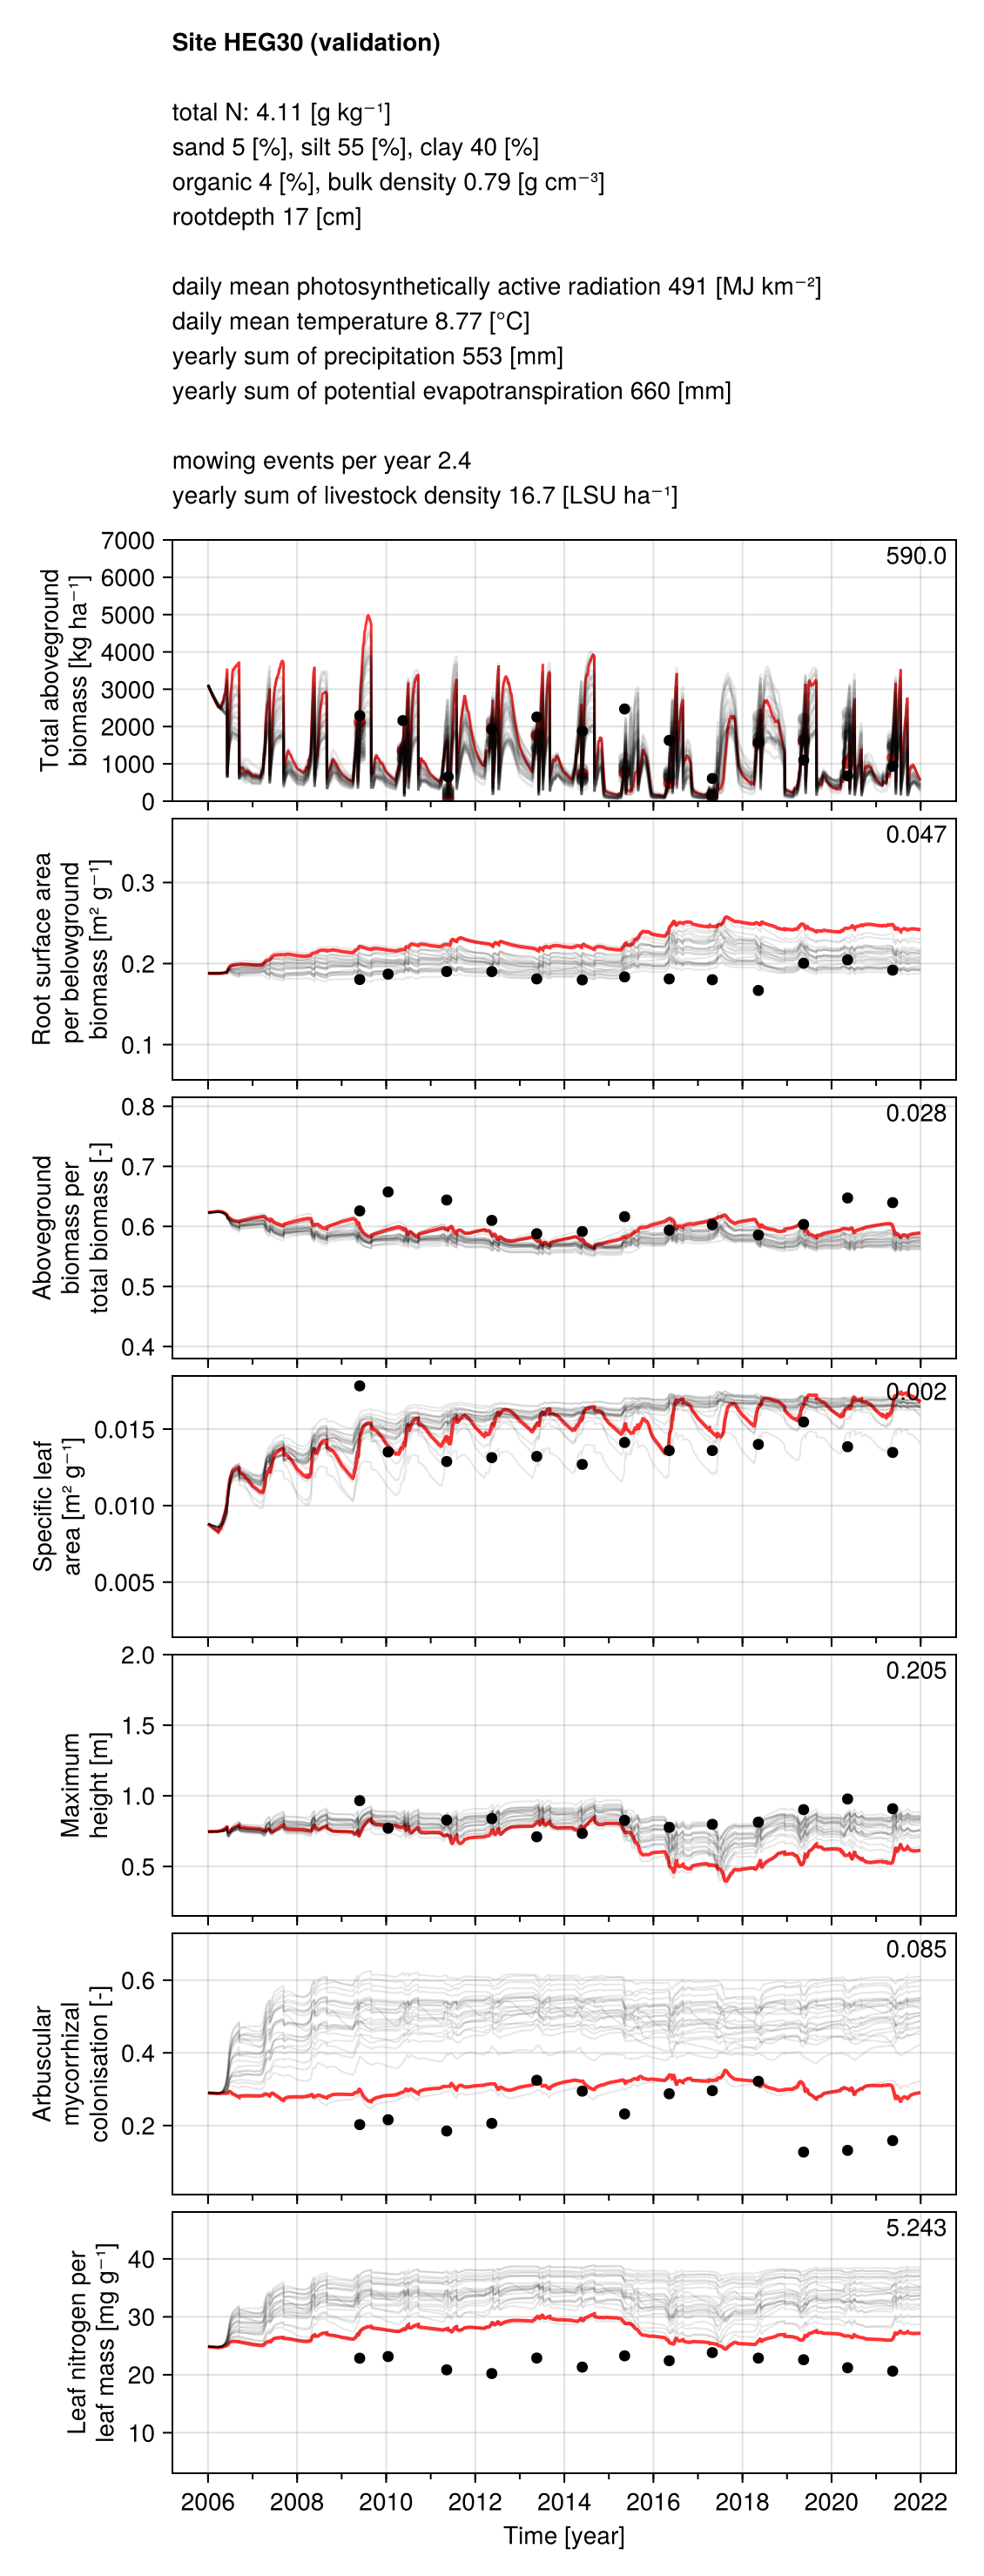 Site HEG30 (validation)
total N: 4.11 [g kg⁻¹]
sand 5 [%], silt 55 [%], clay 40 [%]
organic 4 [%], bulk density 0.79 [g cm⁻³]
rootdepth 17 [cm]
daily mean photosynthetically active radiation 491 [MJ km⁻²]
daily mean temperature 8.77 [°C]
yearly sum of precipitation 553 [mm]
yearly sum of potential evapotranspiration 660 [mm]
mowing events per year 2.4
yearly sum of livestock density 16.7 [LSU ha⁻¹]
Total aboveground
biomass [kg ha⁻¹]
7000
6000
5000
4000
3000
2000
1000
0
590.0
Root surface area
per belowground
biomass [m² g⁻¹]
0.3
0.2
0.1
0.047
Aboveground
biomass per
total biomass [-]
0.8
0.7
0.6
0.5
0.4
0.028
Specific leaf
area [m² g⁻¹]
0.015
0.010
0.005
0.002
Maximum
height [m]
2.0
1.5
1.0
0.5
0.205
Arbuscular
mycorrhizal
colonisation [-]
0.6
0.4
0.2
0.085
Leaf nitrogen per
leaf mass [mg g⁻¹]
40
30
20
10
5.243
2006 2008 2010 2012 2014 2016 2018 2020 2022
Time [year]